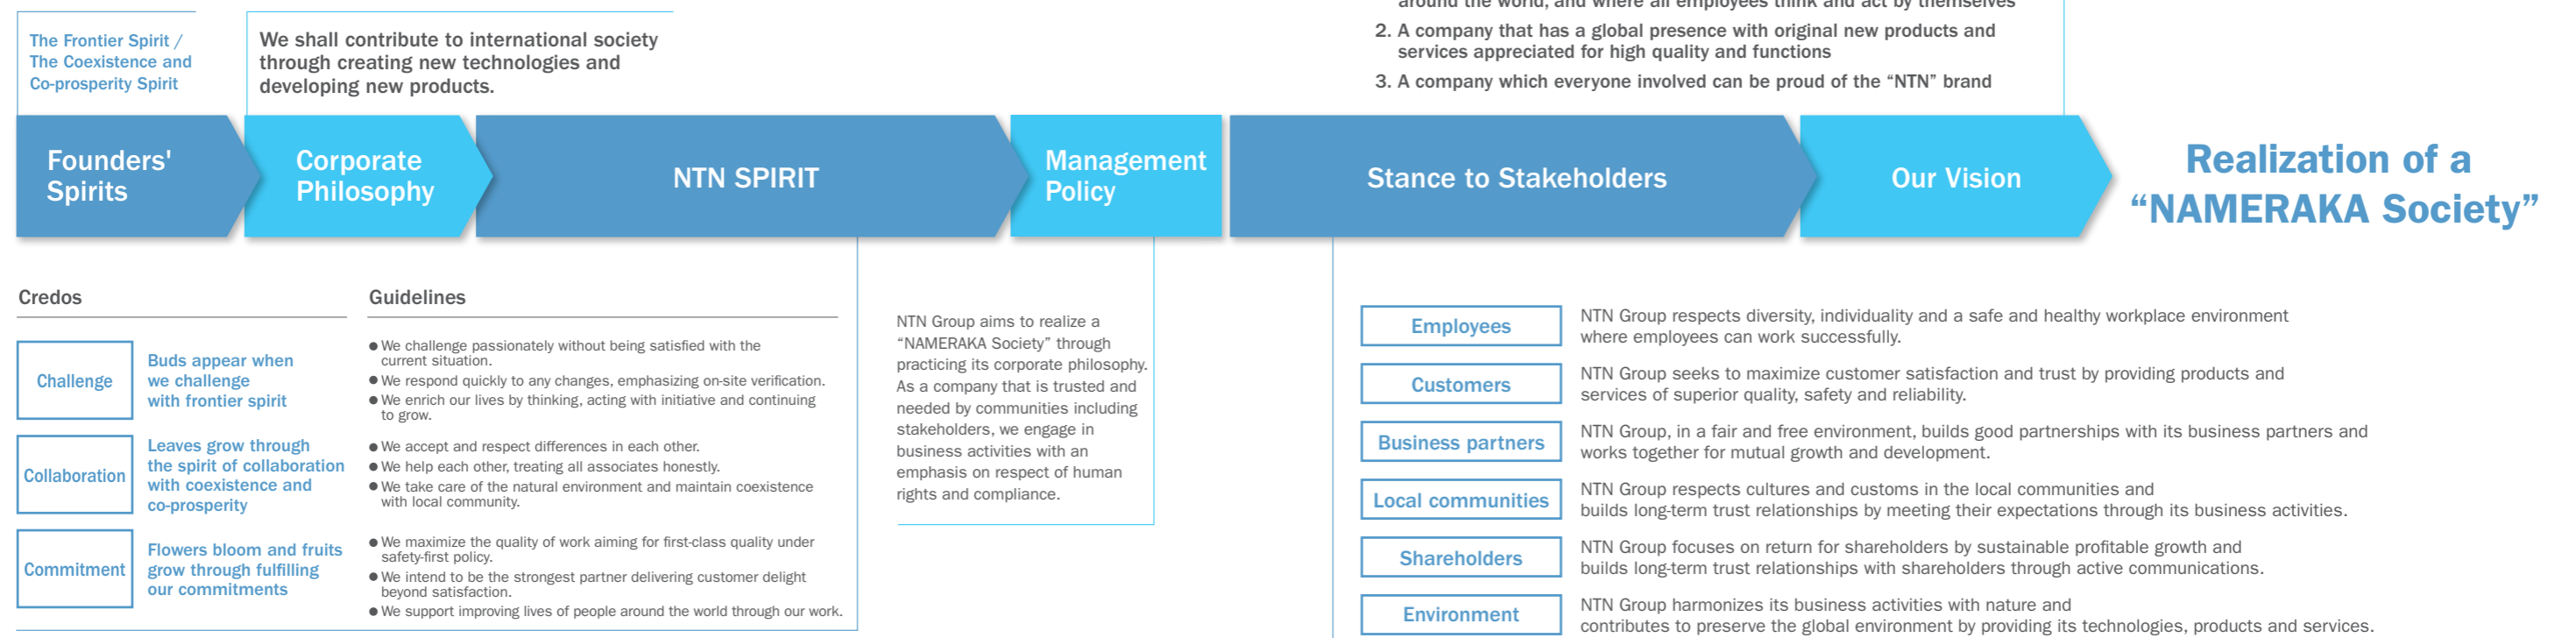 The Frontier Spirit /
The Coexistence and
Co-prosperity Spirit
We shall contribute to international society
through creating new technologies and
developing new products.
around the world, and where all employees think and act by themselves
2. A company that has a global presence with original new products and
services appreciated for high quality and functions
3. A company which everyone involved can be proud of the “NTN” brand
Founders'
Spirits
Corporate
Philosophy
NTN SPIRIT
Management
Policy
Stance to Stakeholders
Our Vision
Realization of a
“NAMERAKA Society”
Credos
Guidelines
Challenge
Buds appear when
we challenge
with frontier spirit
● We challenge passionately without being satisfied with the
current situation.
● We respond quickly to any changes, emphasizing on-site verification.
● We enrich our lives by thinking, acting with initiative and continuing
to grow.
Collaboration
Leaves grow through
the spirit of collaboration
with coexistence and
co-prosperity
● We accept and respect differences in each other.
● We help each other, treating all associates honestly.
● We take care of the natural environment and maintain coexistence
with local community.
Commitment
Flowers bloom and fruits
grow through fulfilling
our commitments
● We maximize the quality of work aiming for first-class quality under
safety-first policy.
● We intend to be the strongest partner delivering customer delight
beyond satisfaction.
● We support improving lives of people around the world through our work.
NTN Group aims to realize a
“NAMERAKA Society” through
practicing its corporate philosophy.
As a company that is trusted and
needed by communities including
stakeholders, we engage in
business activities with an
emphasis on respect of human
rights and compliance.
Employees
NTN Group respects diversity, individuality and a safe and healthy workplace environment
where employees can work successfully.
Customers
NTN Group seeks to maximize customer satisfaction and trust by providing products and
services of superior quality, safety and reliability.
Business partners
NTN Group, in a fair and free environment, builds good partnerships with its business partners and
works together for mutual growth and development.
Local communities
NTN Group respects cultures and customs in the local communities and
builds long-term trust relationships by meeting their expectations through its business activities.
Shareholders
NTN Group focuses on return for shareholders by sustainable profitable growth and
builds long-term trust relationships with shareholders through active communications.
Environment
NTN Group harmonizes its business activities with nature and
contributes to preserve the global environment by providing its technologies, products and services.